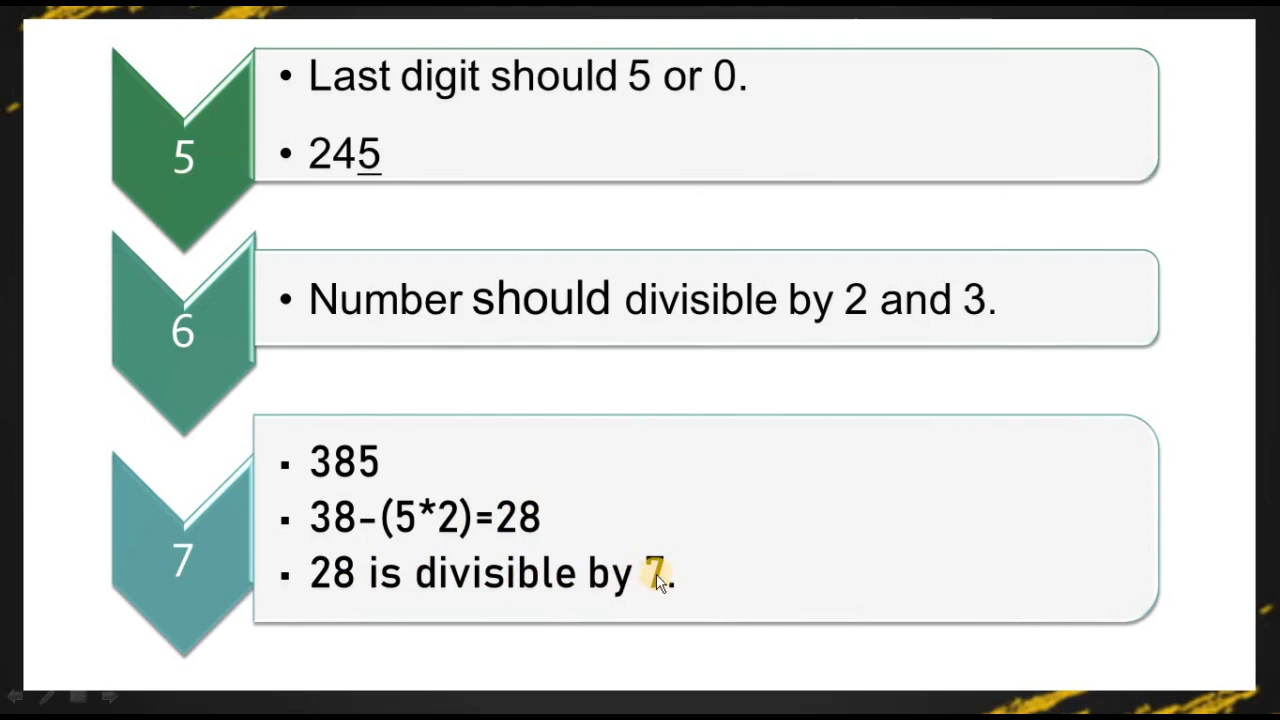 5
• Last digit should 5 or 0.
• 245
6
• Number should divisible by 2 and 3.
7
▪ 385
▪ 38-(5*2)=28
▪ 28 is divisible by 7.